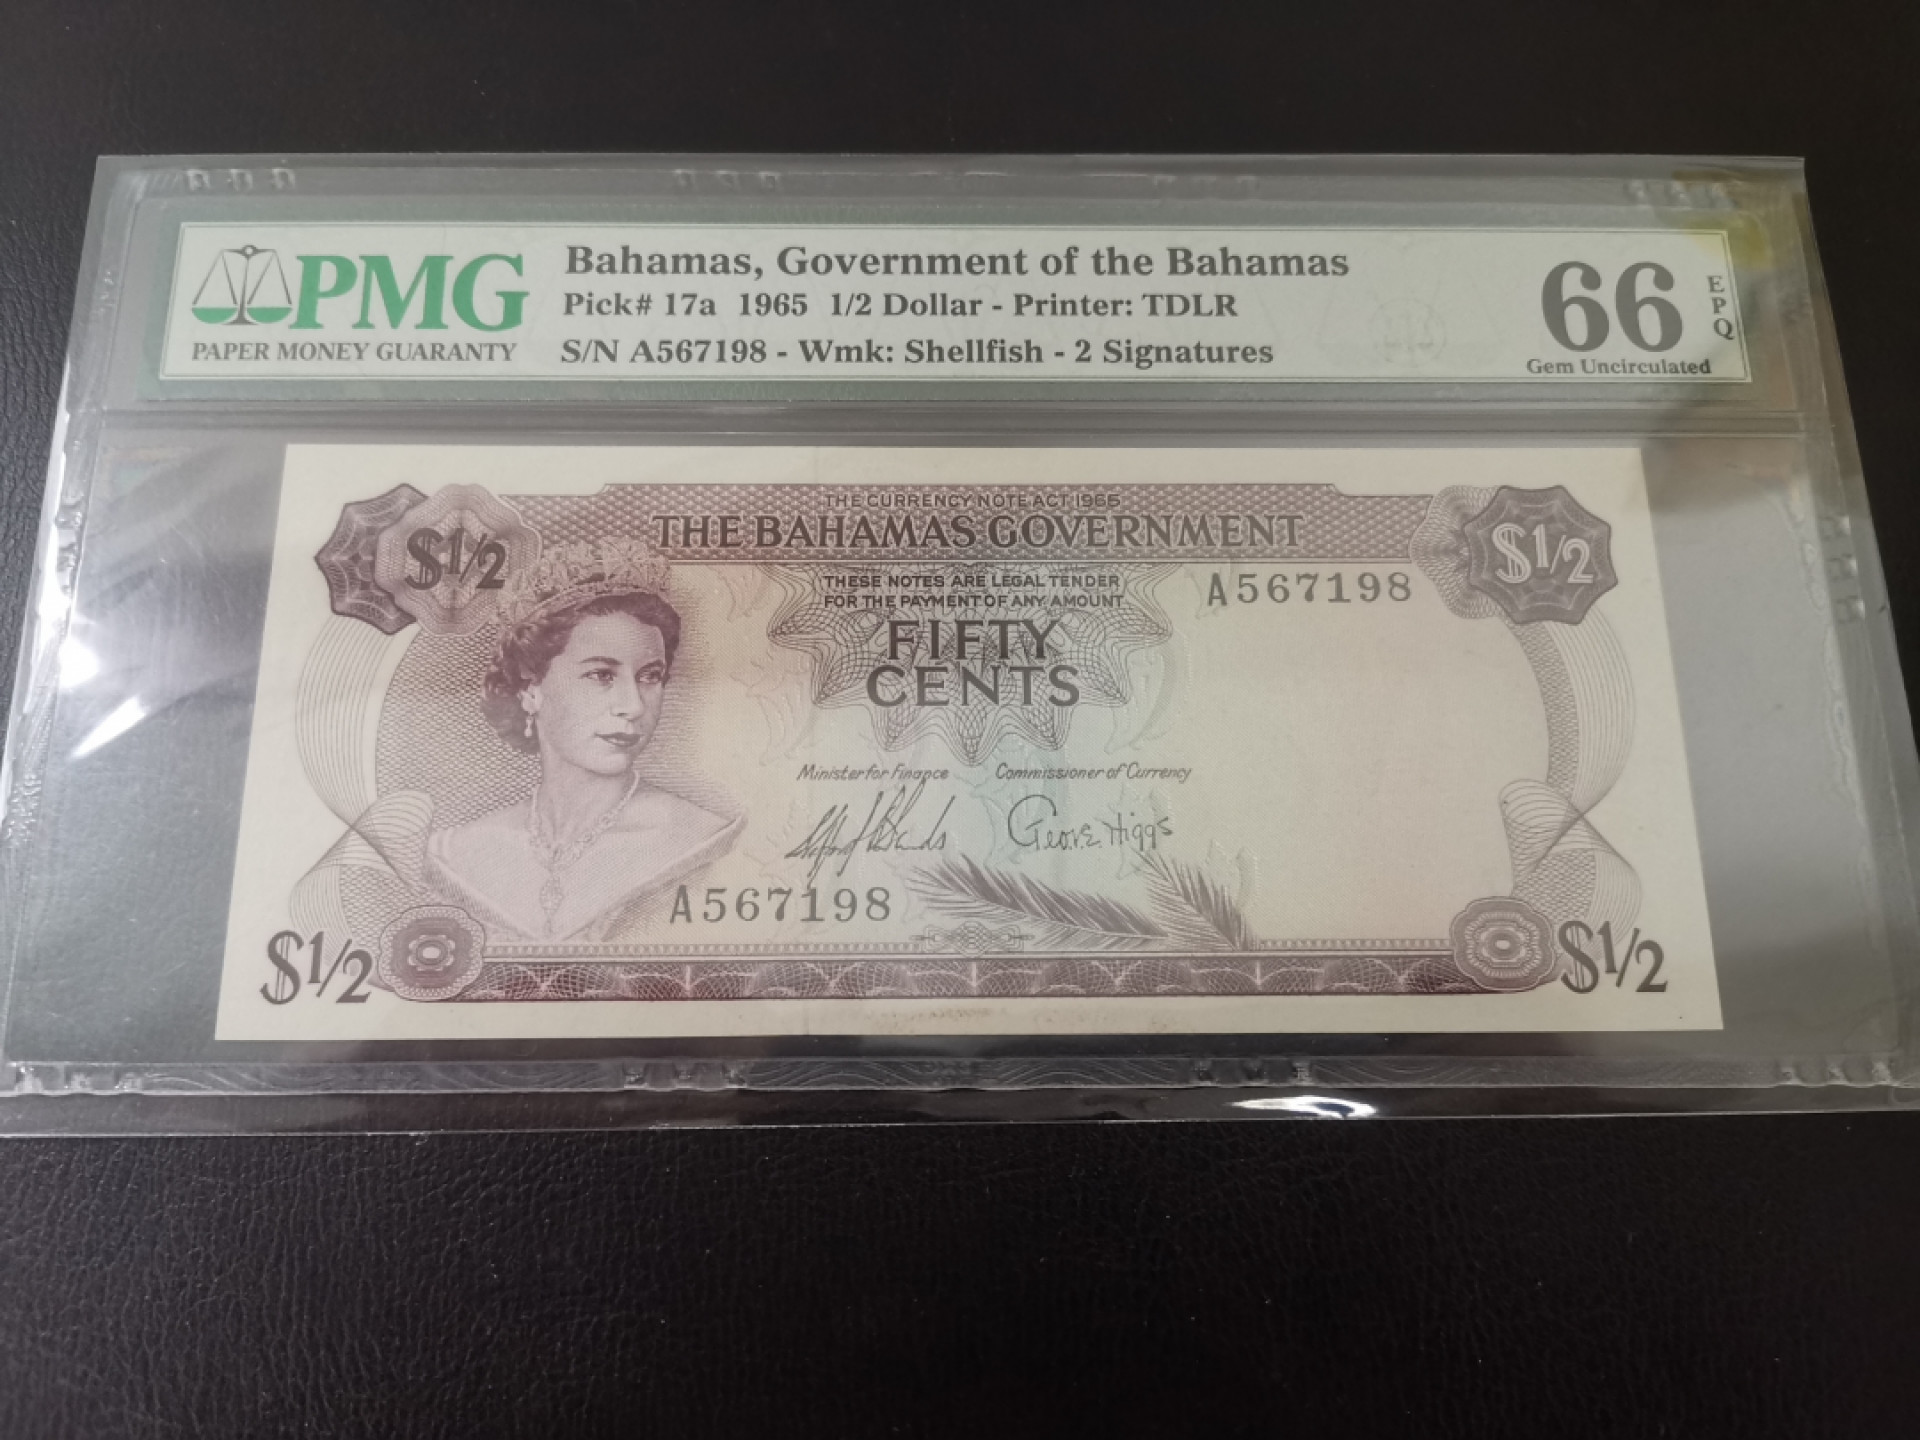 PMG
PAPER MONEY GUARANTY
Bahamas, Government of the Bahamas
Pick# 17a 1965 1/2 Dollar - Printer: TDLR
S/N A567198 - Wmk: Shellfish - 2 Signatures
66
EPQ
Gem Uncirculated
THE CURRENCY NOTE ACT 1965
THE BAHAMAS GOVERNMENT
$1/2
$1/2
THESE NOTES ARE LEGAL TENDER
FOR THE PAYMENT OF ANY AMOUNT
A567198
FIFTY
CENTS
Minister for Finance Commissioner of Currency
Higgs
A567198
$1/2
$1/2